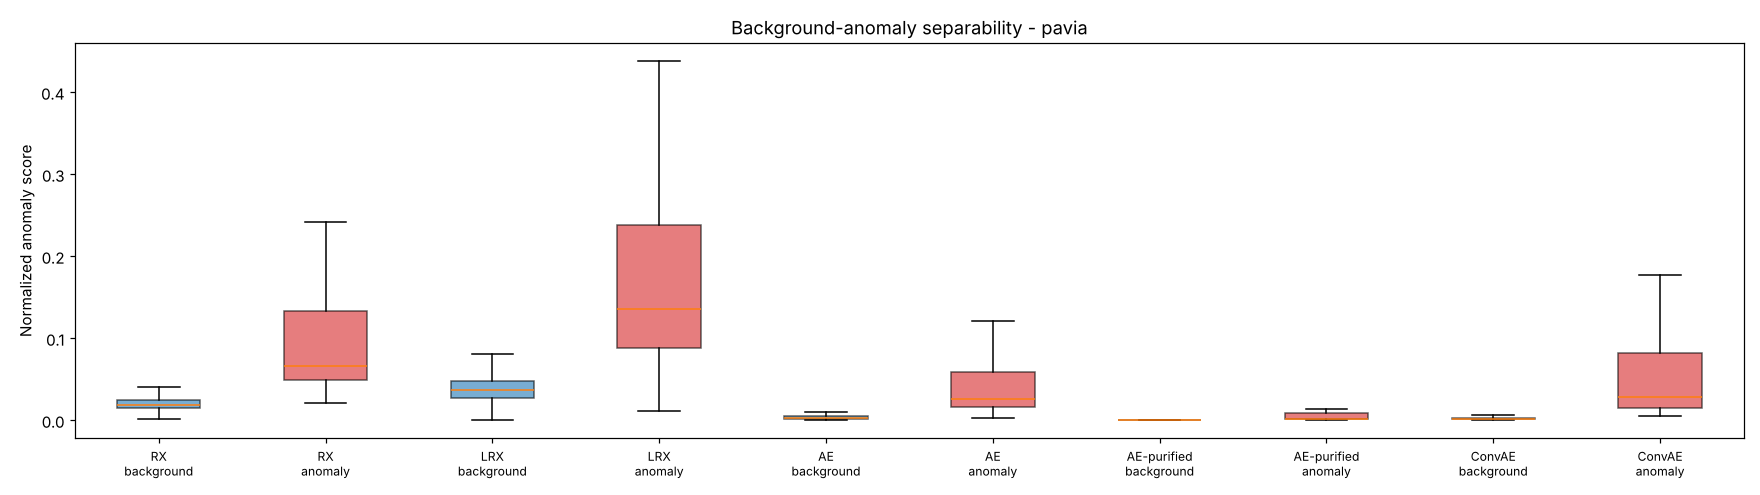 Background-anomaly separability - pavia
Normalized anomaly score
0.4
0.3
0.2
0.1
0.0
RX
background
RX
anomaly
LRX
background
LRX
anomaly
AE
background
AE
anomaly
AE-purified
background
AE-purified
anomaly
ConvAE
background
ConvAE
anomaly